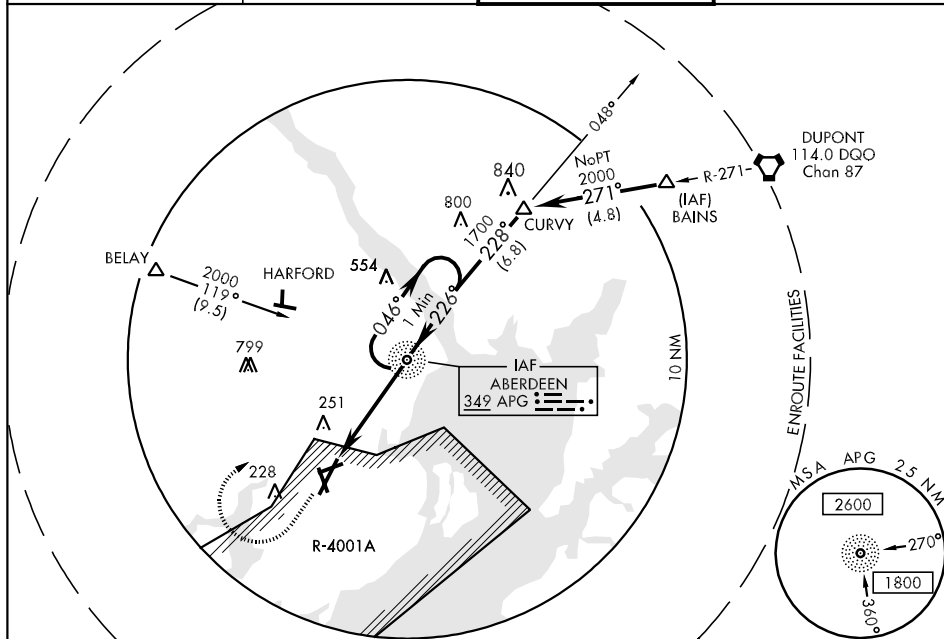 048°
DUPONT
114.0 DQO
Chan 87
R-271
NoPT
2000
271°
(4.8)
(IAF)
BAINS
840
800
CURVY
1700
228°
(6.8)
BELAY
2000
119°
(9.5)
HARFORD
554
046°
1 Min
226°
799
IAF
ABERDEEN
349 APG
10 NM
ENROUTE FACILITIES
251
228
R-4001A
MSA APG 25 NM
2600
270°
1800
360°